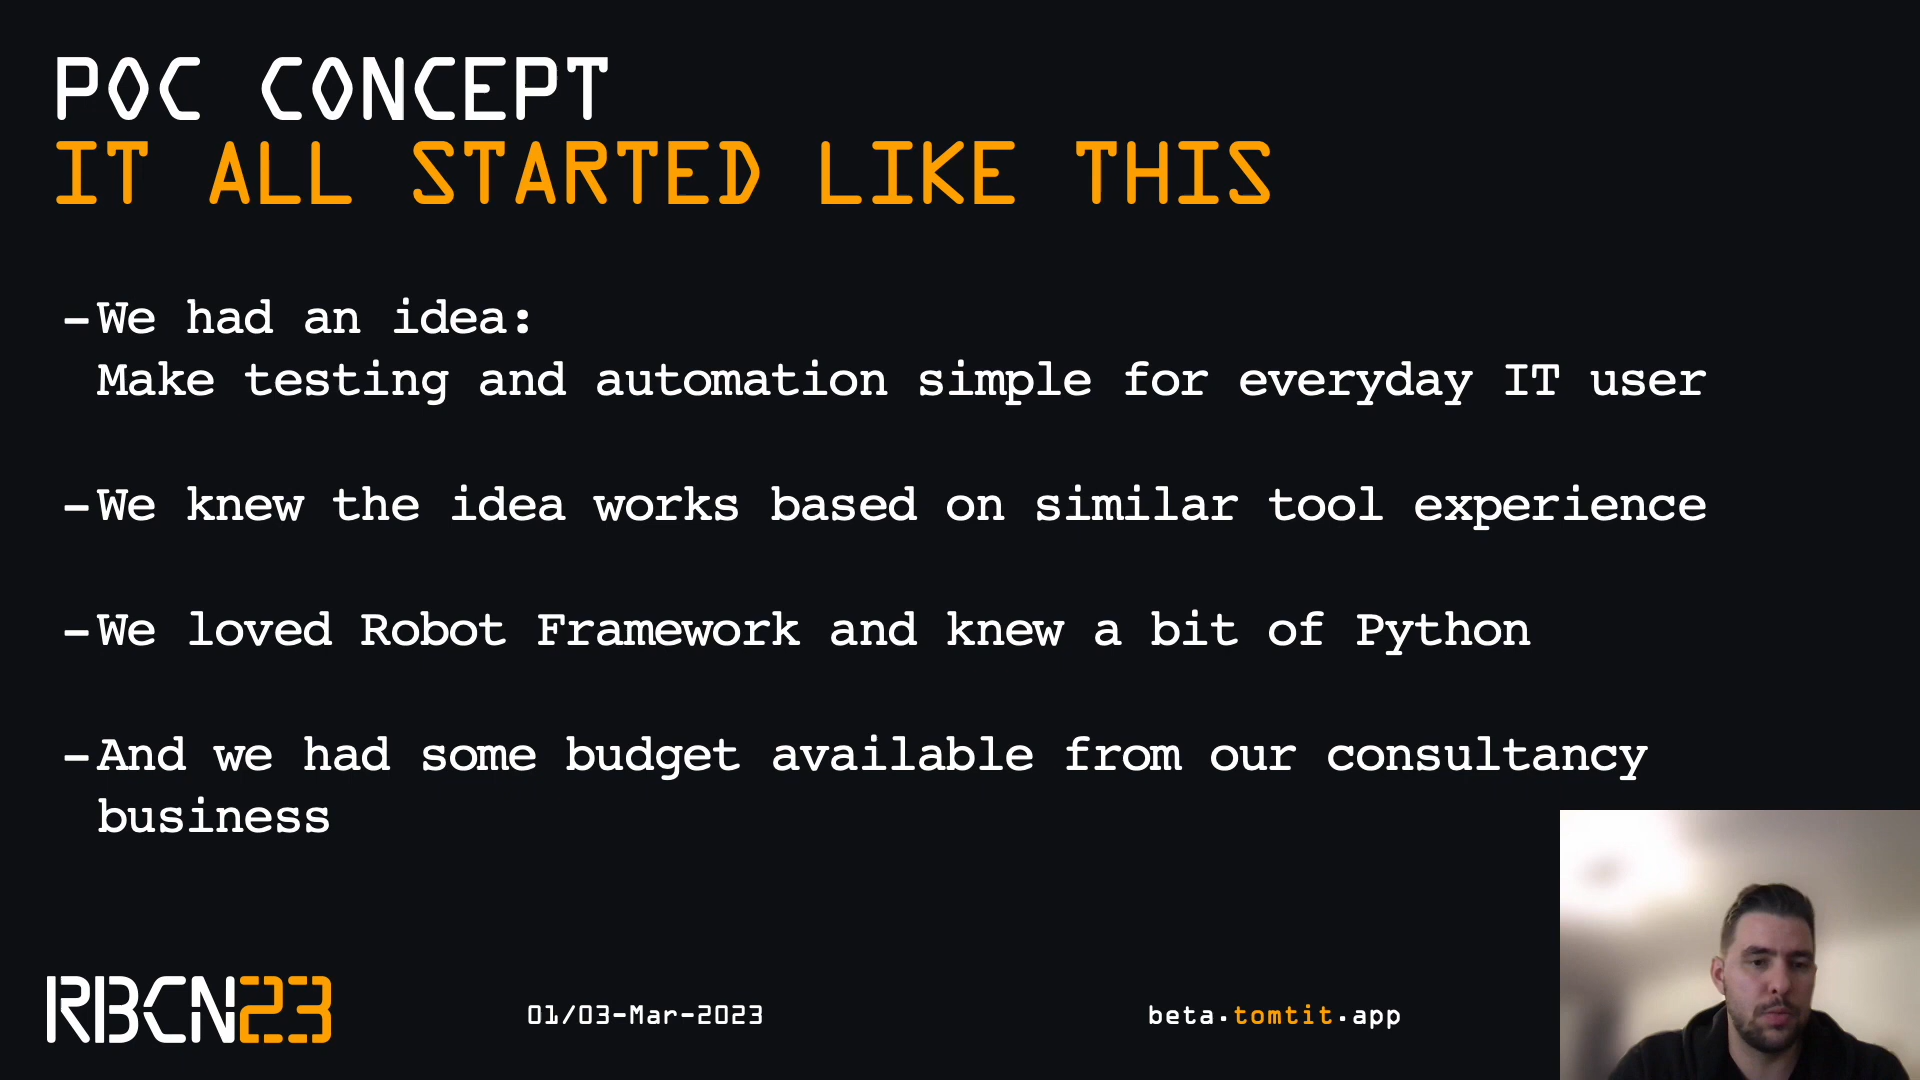 POC CONCEPT
IT ALL STARTED LIKE THIS
-We had an idea:
Make testing and automation simple for everyday IT user
-We knew the idea works based on similar tool experience
-We loved Robot Framework and knew a bit of Python
-And we had some budget available from our consultancy
business
RBCN23
01/03-Mar-2023
beta.tomtit.app